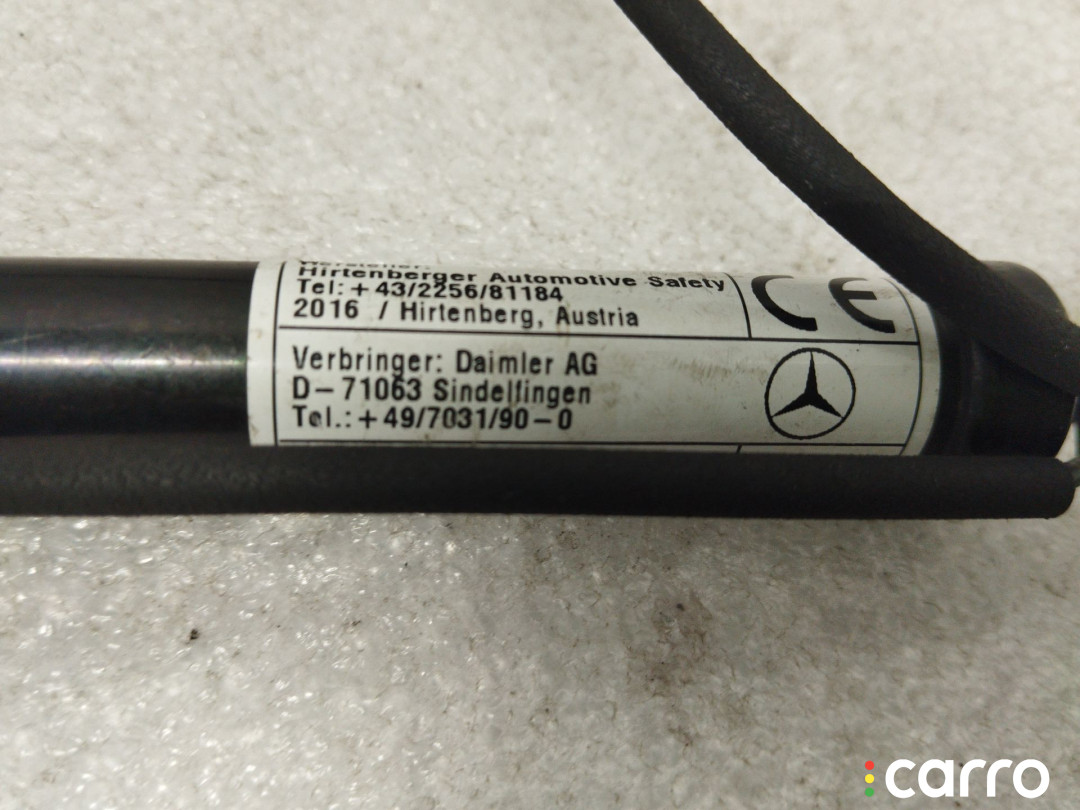 Hersteller:
Hirtenberger Automotive Safety
Tel: +43/2256/81184
2016 / Hirtenberg, Austria
CE
Verbringer: Daimler AG
D-71063 Sindelfingen
Tel.: +49/7031/90-0
carro